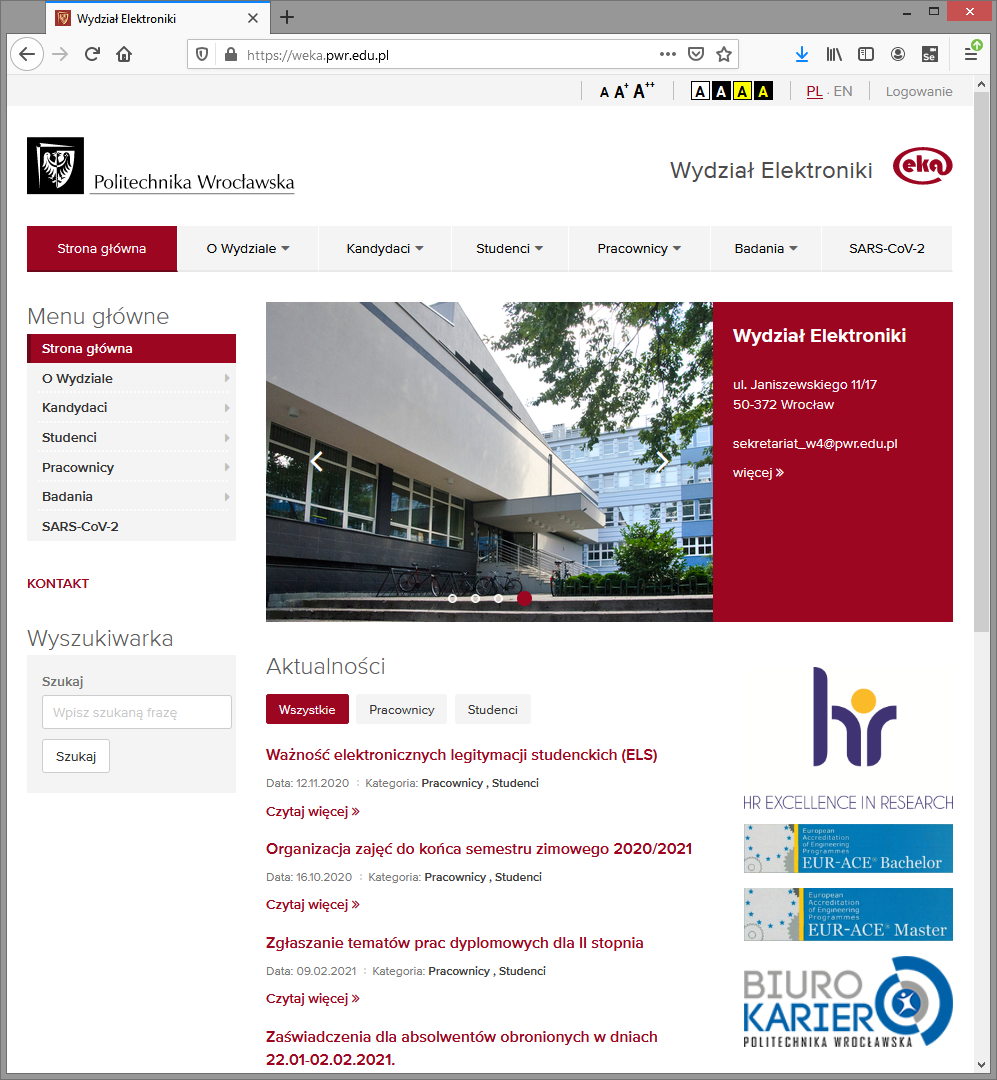 Wydział Elektroniki
https://weka.pwr.edu.pl
Se
A A+ A++
A A A A
PL - EN
Logowanie
Politechnika Wrocławska
Wydział Elektroniki
eka
Strona główna
O Wydziale
Kandydaci
Studenci
Pracownicy
Badania
SARS-CoV-2
Menu główne
Strona główna
O Wydziale
Kandydaci
Studenci
Pracownicy
Badania
SARS-CoV-2
KONTAKT
Wyszukiwarka
Szukaj
Wpisz szukaną frazę
Szukaj
Wydział Elektroniki
ul. Janiszewskiego 11/17
50-372 Wrocław
sekretariat_w4@pwr.edu.pl
więcej »
Aktualności
Wszystkie
Pracownicy
Studenci
Ważność elektronicznych legitymacji studenckich (ELS)
Data: 12.11.2020 : Kategoria: Pracownicy , Studenci
Czytaj więcej »
Organizacja zajęć do końca semestru zimowego 2020/2021
Data: 16.10.2020 : Kategoria: Pracownicy , Studenci
Czytaj więcej »
Zgłaszanie tematów prac dyplomowych dla II stopnia
Data: 09.02.2021 : Kategoria: Pracownicy , Studenci
Czytaj więcej »
Zaświadczenia dla absolwentów obronionych w dniach
22.01-02.02.2021.
hr
HR EXCELLENCE IN RESEARCH
European
Accreditation
of Engineering
Programmes
EUR-ACE® Bachelor
European
Accreditation
of Engineering
Programmes
EUR-ACE® Master
BIURO
KARIER
POLITECHNIKA WROCŁAWSKA